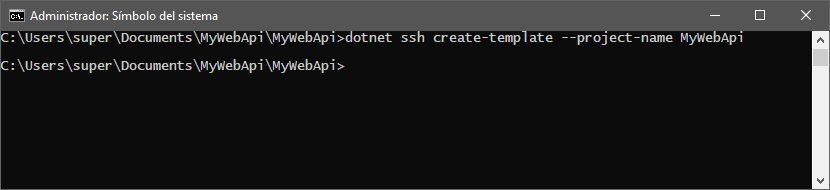 Administrador: Símbolo del sistema
C:\Users\super\Documents\MyWebApi\MyWebApi>dotnet ssh create-template --project-name MyWebApi
C:\Users\super\Documents\MyWebApi\MyWebApi>